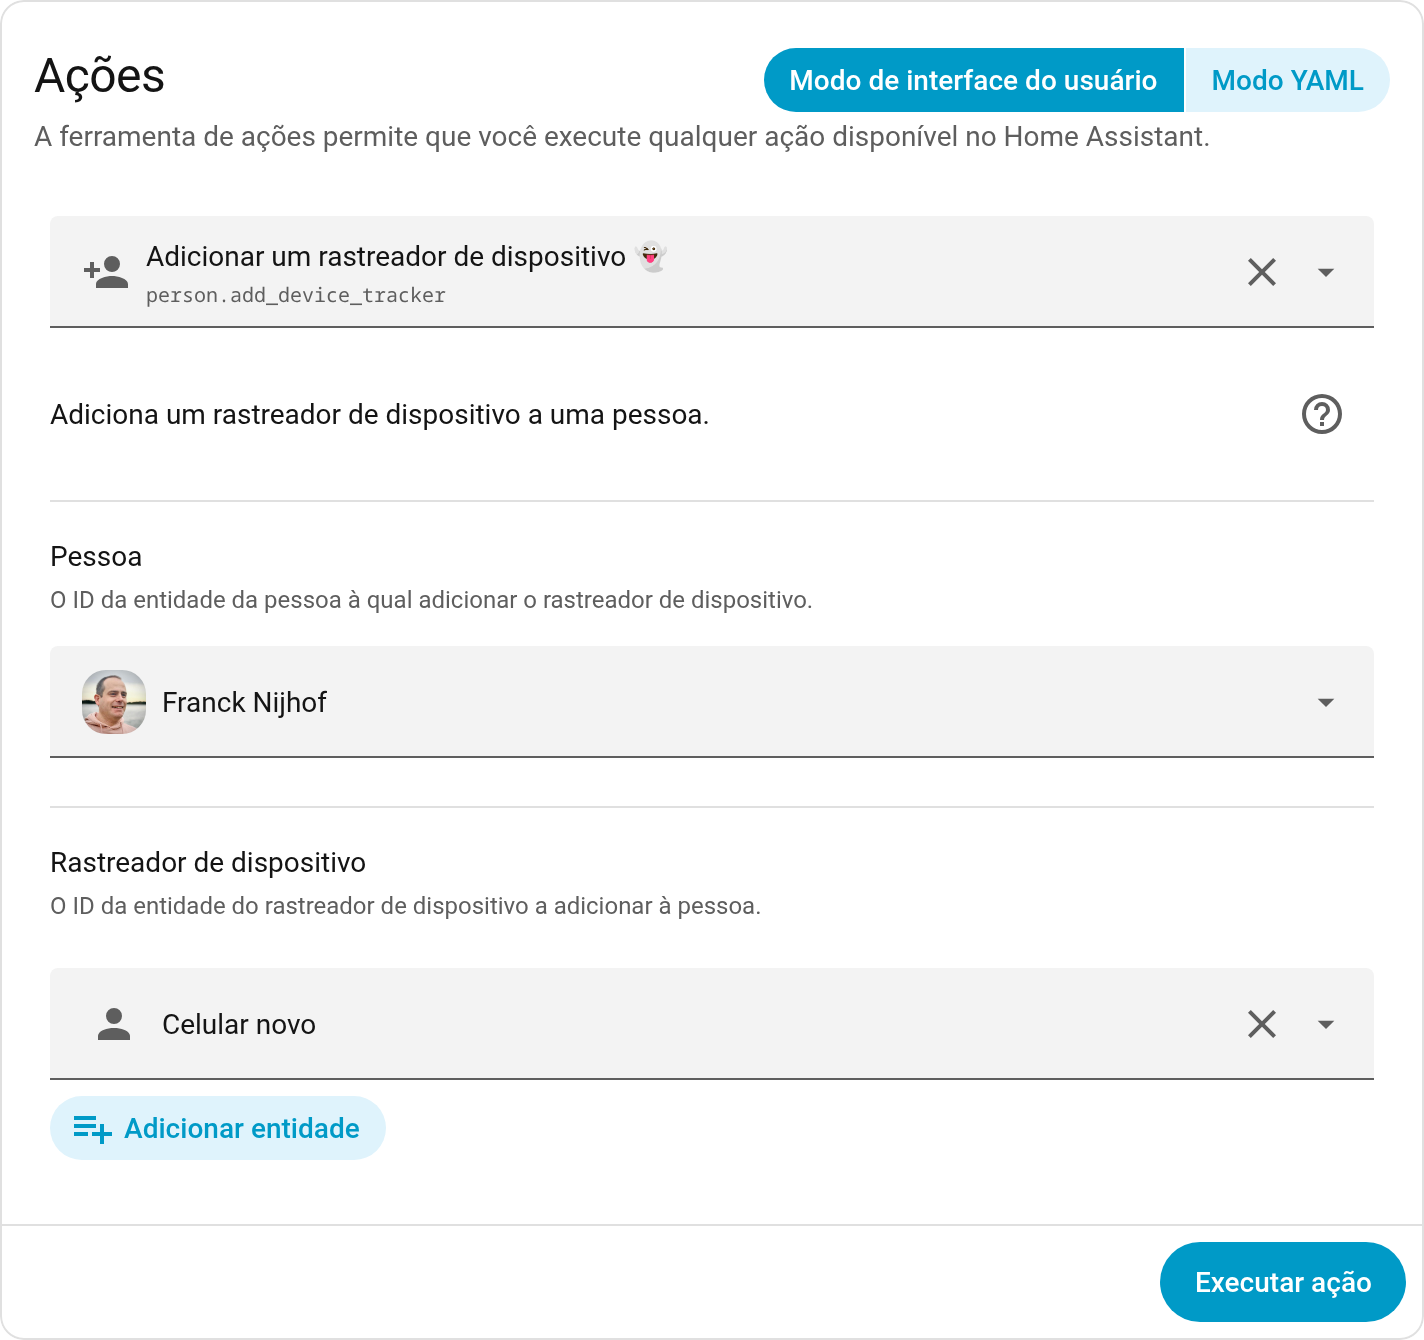 Ações
Modo de interface do usuário
Modo YAML
A ferramenta de ações permite que você execute qualquer ação disponível no Home Assistant.
Adicionar um rastreador de dispositivo 👻
person.add_device_tracker
Adiciona um rastreador de dispositivo a uma pessoa.
Pessoa
O ID da entidade da pessoa à qual adicionar o rastreador de dispositivo.
Franck Nijhof
Rastreador de dispositivo
O ID da entidade do rastreador de dispositivo a adicionar à pessoa.
Celular novo
Adicionar entidade
Executar ação